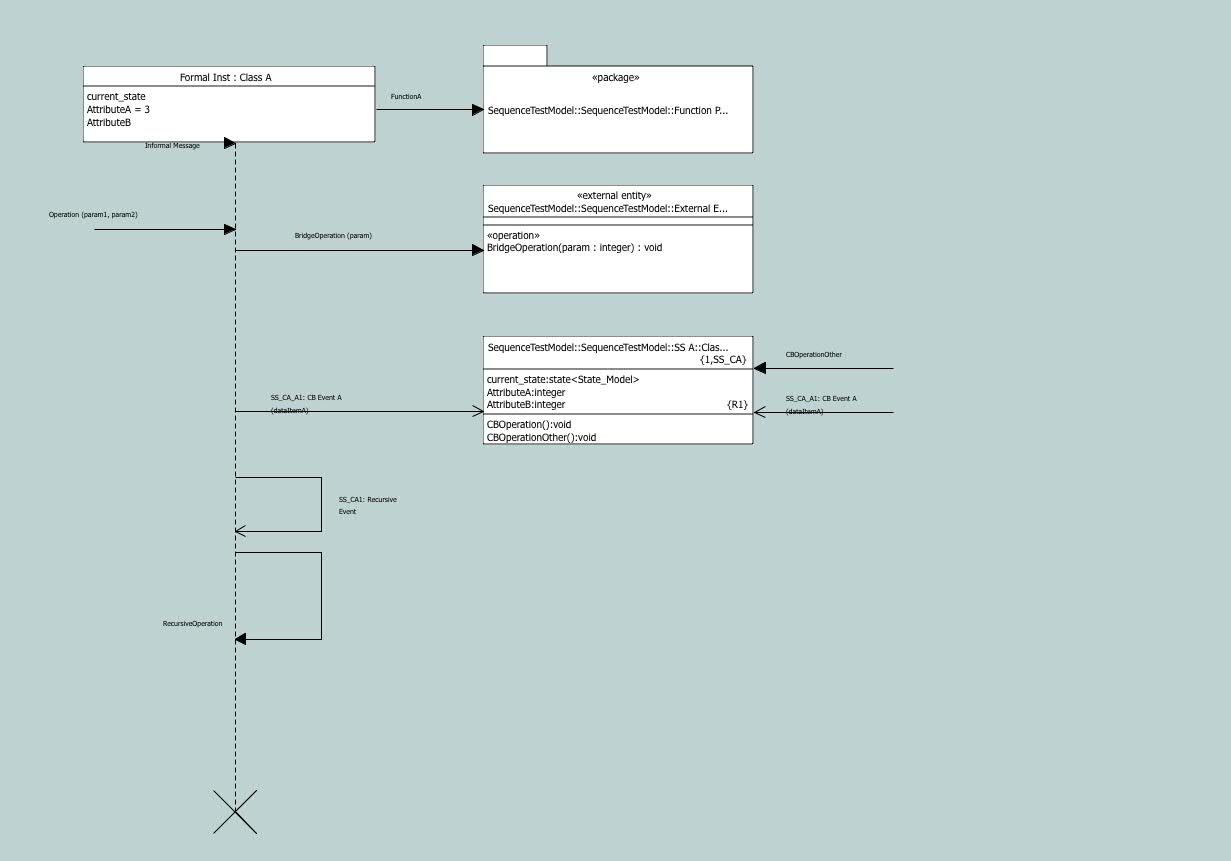 Formal Inst : Class A
current_state
AttributeA = 3
AttributeB
Informal Message
FunctionA
«package»
SequenceTestModel::SequenceTestModel::Function P...
Operation (param1, param2)
BridgeOperation (param)
«external entity»
SequenceTestModel::SequenceTestModel::External E...
«operation»
BridgeOperation(param : integer) : void
SequenceTestModel::SequenceTestModel::SS A::Clas...
{1,SS_CA}
current_state:state<State_Model>
AttributeA:integer
AttributeB:integer {R1}
CBOperation():void
CBOperationOther():void
CBOperationOther
SS_CA_A1: CB Event A
(dataItemA)
SS_CA_A1: CB Event A
(dataItemA)
SS_CA1: Recursive
Event
RecursiveOperation